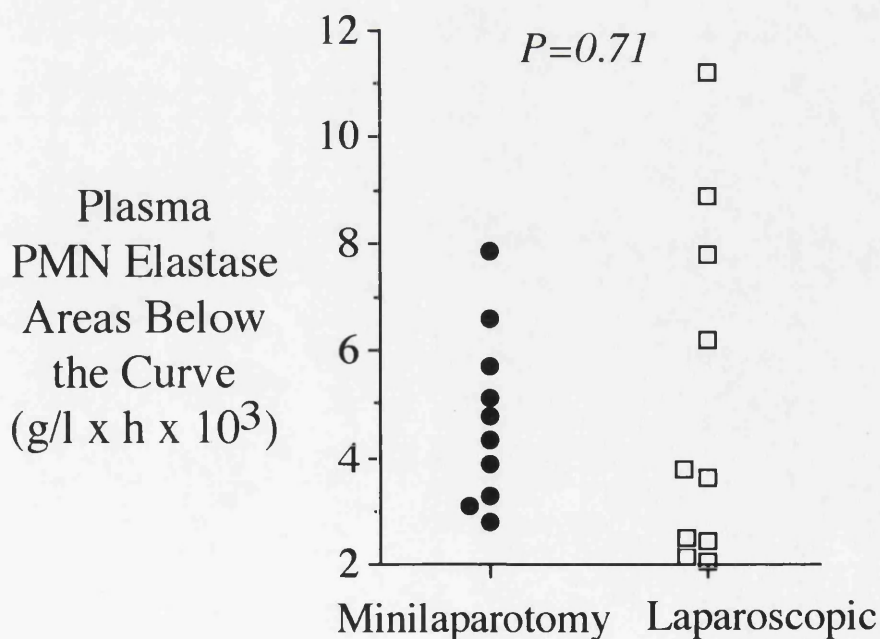 12
P=0.71
10
8
6
4
2
Plasma
PMN Elastase
Areas Below
the Curve
(g/l x h x 10³)
Minilaparotomy Laparoscopic